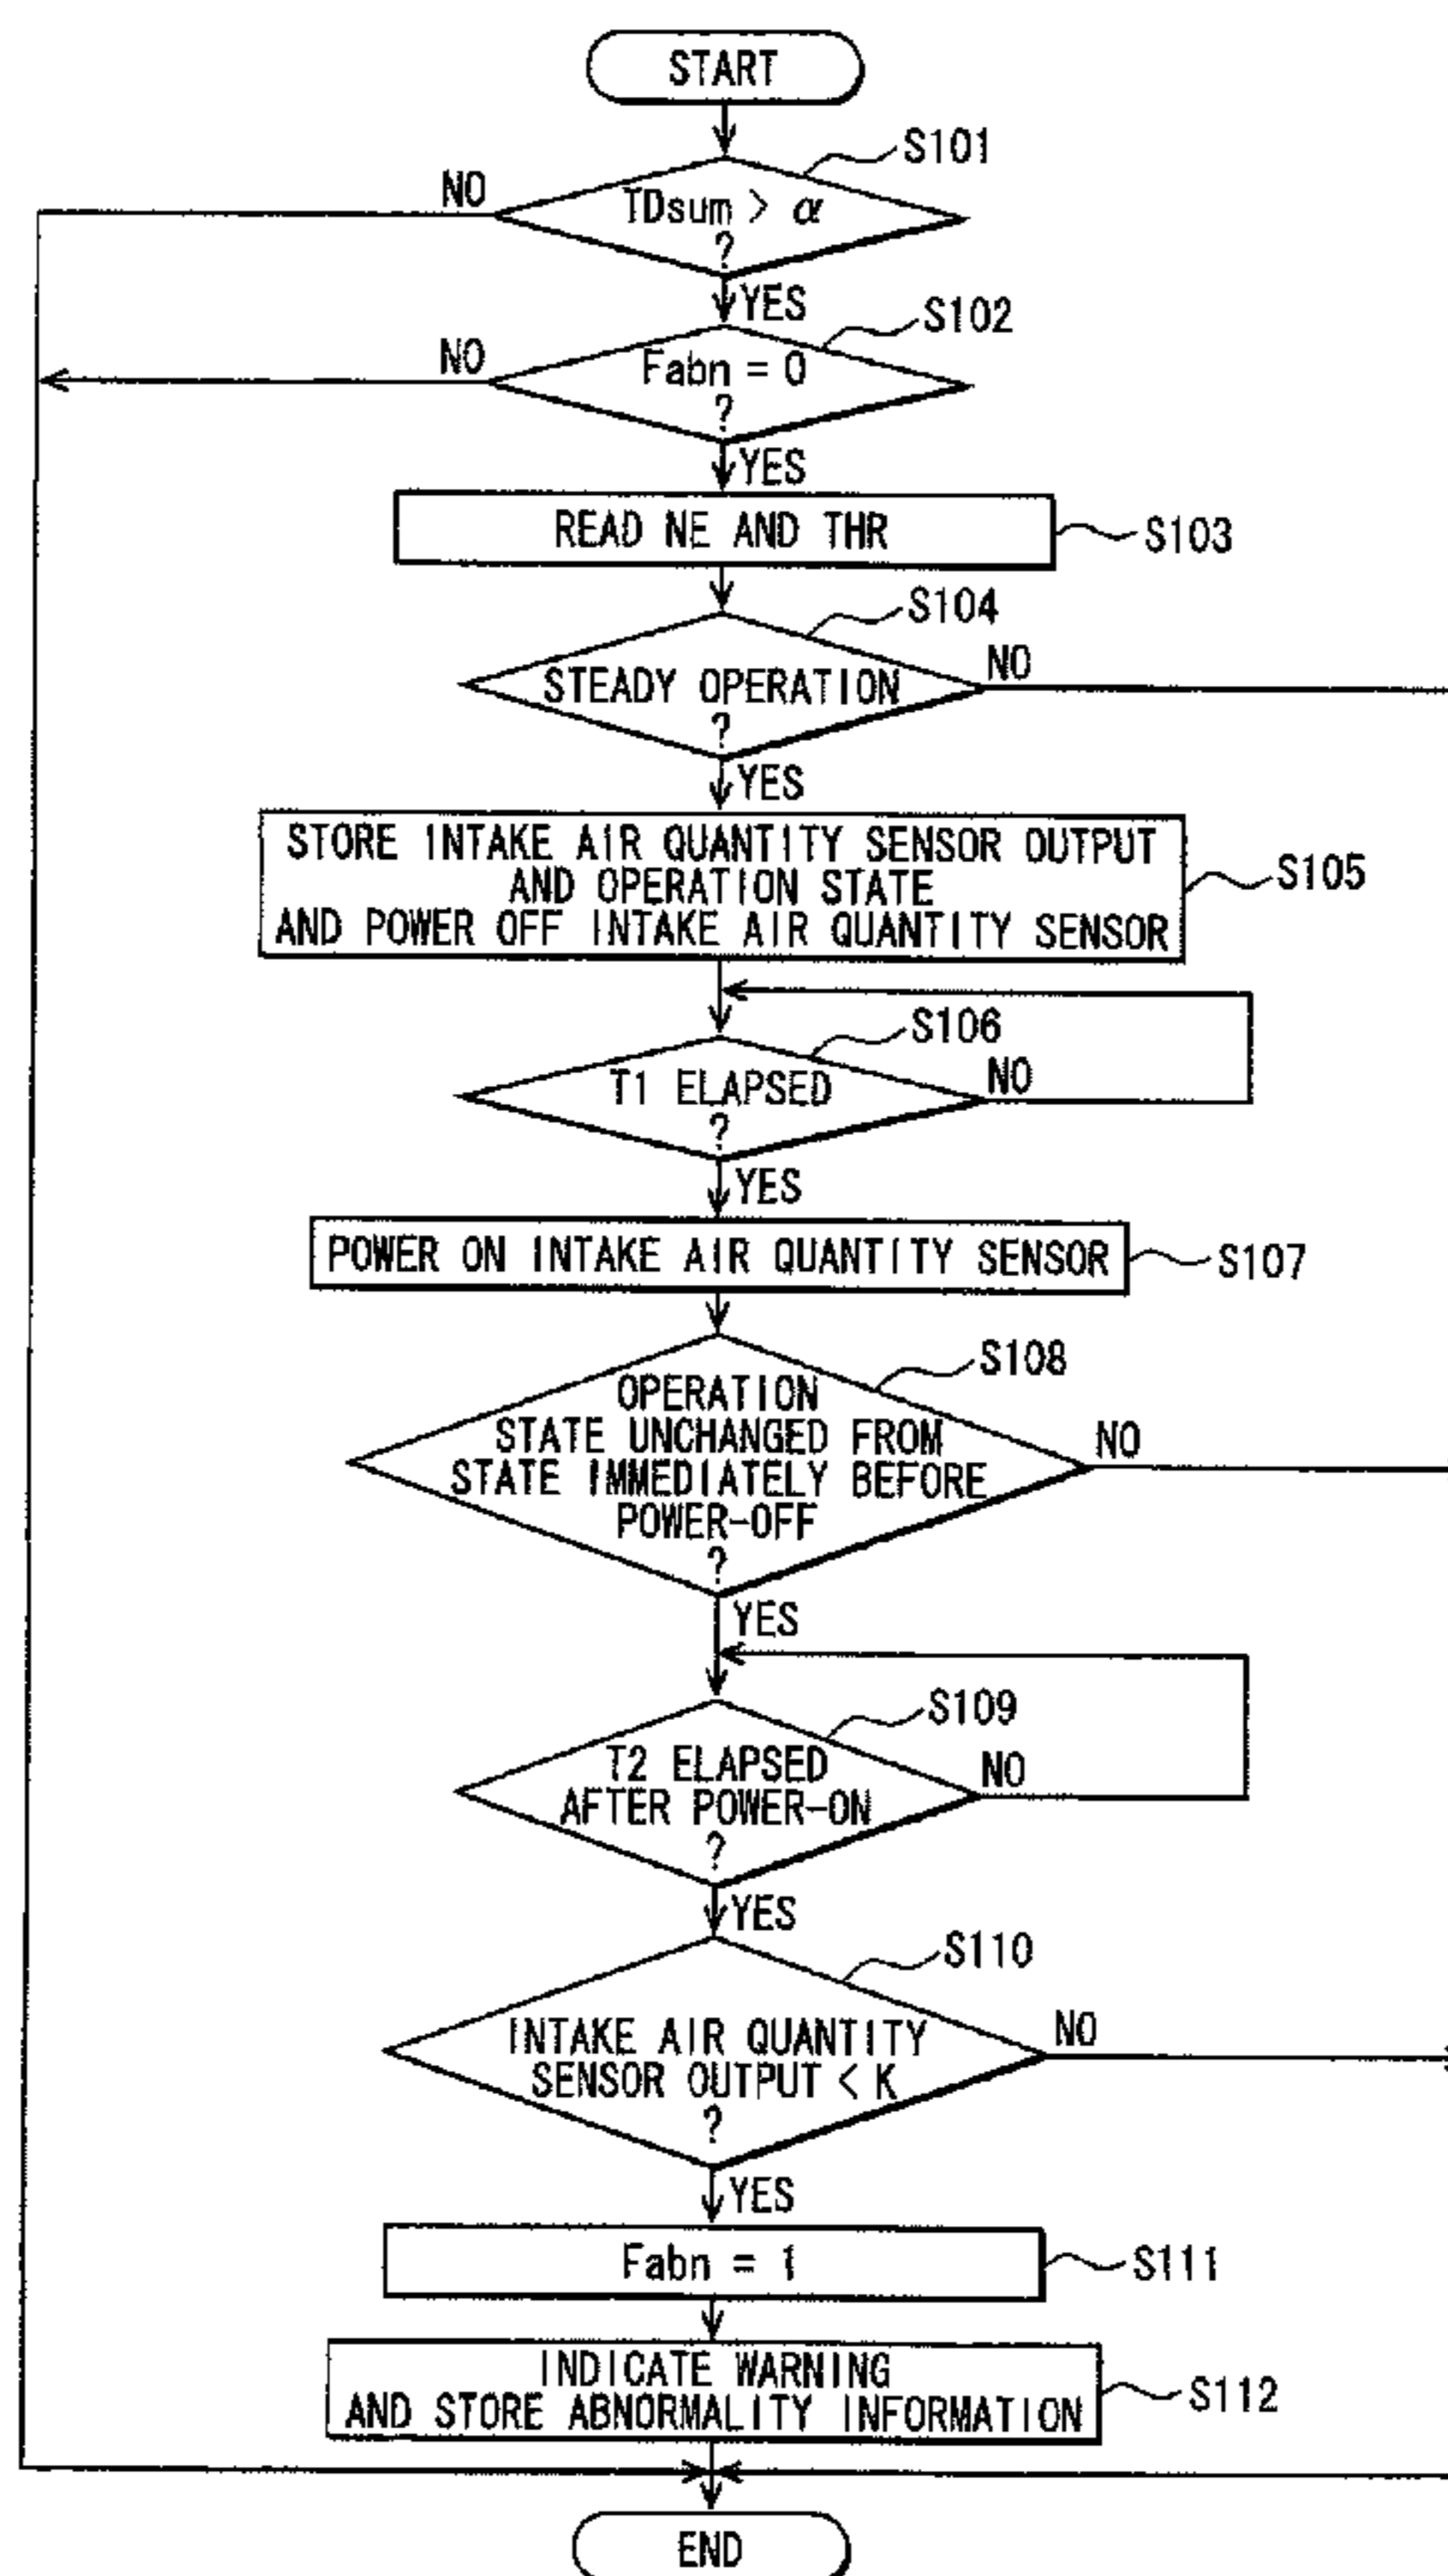 START
S101
NO
TDsum > α
?
YES
S102
NO
Fabn = 0
?
YES
READ NE AND THR
S103
S104
STEADY OPERATION
?
NO
YES
STORE INTAKE AIR QUANTITY SENSOR OUTPUT
AND OPERATION STATE
AND POWER OFF INTAKE AIR QUANTITY SENSOR
S105
S106
T1 ELAPSED
?
NO
YES
POWER ON INTAKE AIR QUANTITY SENSOR
S107
S108
OPERATION
STATE UNCHANGED FROM
STATE IMMEDIATELY BEFORE
POWER-OFF
?
NO
YES
S109
T2 ELAPSED
AFTER POWER-ON
?
NO
YES
S110
INTAKE AIR QUANTITY
SENSOR OUTPUT < K
?
NO
YES
Fabn = 1
S111
INDICATE WARNING
AND STORE ABNORMALITY INFORMATION
S112
END